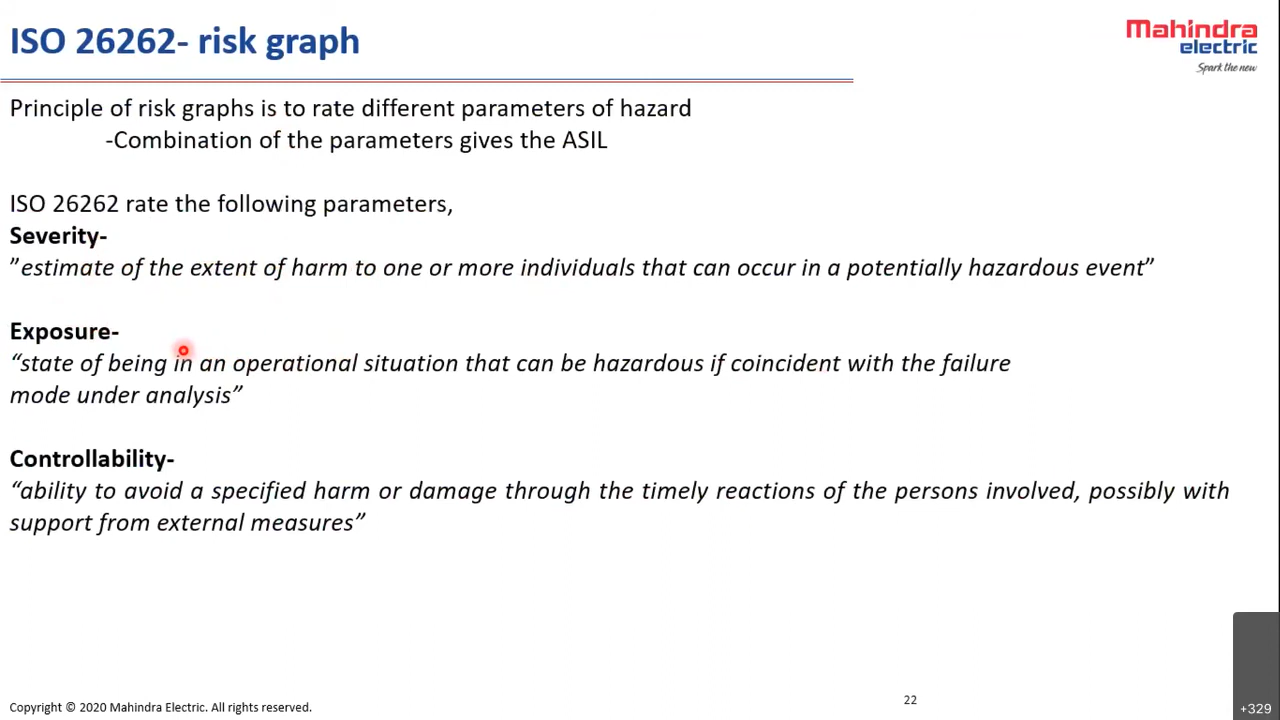 ISO 26262- risk graph
Mahindra
electric
Spark the new
Principle of risk graphs is to rate different parameters of hazard
-Combination of the parameters gives the ASIL
ISO 26262 rate the following parameters,
Severity-
”estimate of the extent of harm to one or more individuals that can occur in a potentially hazardous event”
Exposure-
“state of being in an operational situation that can be hazardous if coincident with the failure
mode under analysis”
Controllability-
“ability to avoid a specified harm or damage through the timely reactions of the persons involved, possibly with
support from external measures”
Copyright © 2020 Mahindra Electric. All rights reserved.
22
+329